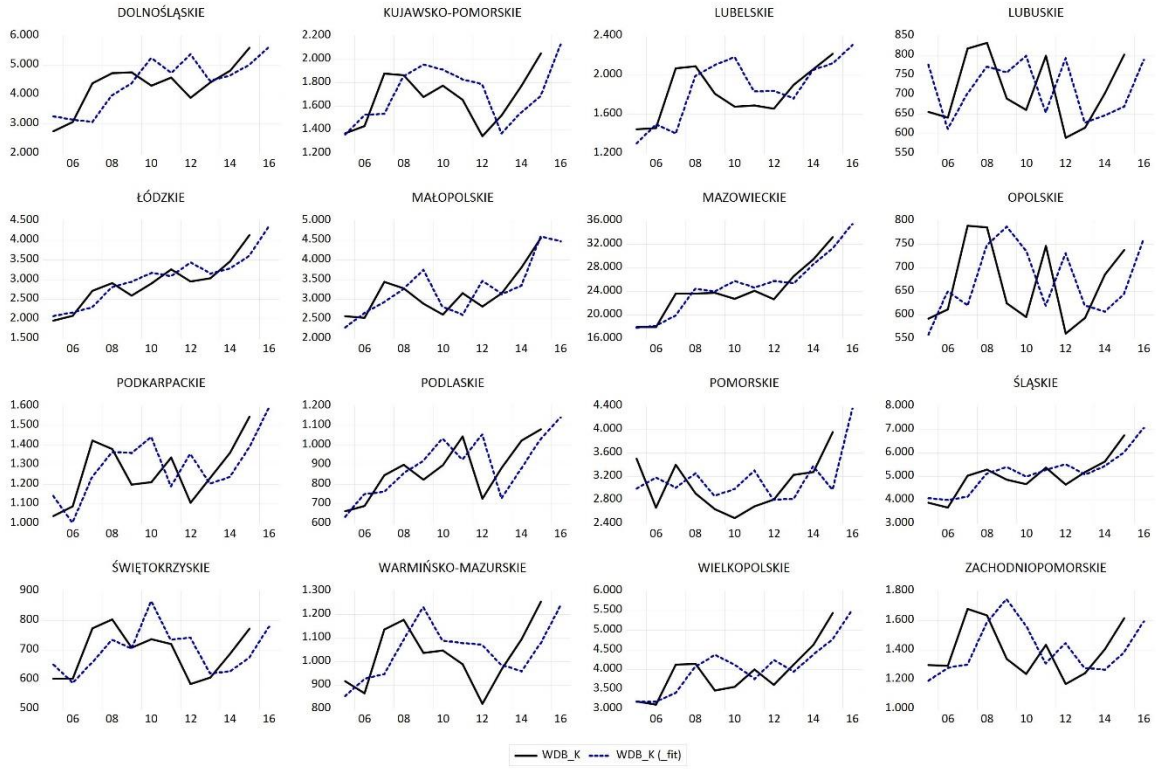 DOLNOŚLĄSKIE KUJAWSKO-POMORSKIE LUBELSKIE LUBUSKIE
6.000 2.200 2.400 850
800
5.000 2.000 2.000 750
1.800 700
4.000 1.600 650
3.000 1.600 600
1.400
2.000 1.200 1.200 550
06 08 10 12 14 16 06 08 10 12 14 16 06 08 10 12 14 16 06 08 10 12 14 16
ŁÓDZKIE MAŁOPOLSKIE MAZOWIECKIE OPOLSKIE
4.500 5.000 36.000 800
4.000 4.500 32.000 750
3.500 4.000 28.000 700
3.000 3.500 24.000 650
2.500 3.000 20.000 600
2.000 2.500
1.500 2.000 16.000 550
06 08 10 12 14 16 06 08 10 12 14 16 06 08 10 12 14 16 06 08 10 12 14 16
PODKARPACKIE PODLASKIE POMORSKIE ŚLĄSKIE
1.600 1.200 4.400 8.000
1.500 1.100 4.000 7.000
1.400 1.000 3.600 6.000
1.300 900 3.200 5.000
1.200 800 2.800 4.000
1.100 700
1.000 600 2.400 3.000
06 08 10 12 14 16 06 08 10 12 14 16 06 08 10 12 14 16 06 08 10 12 14 16
ŚWIĘTOKRZYSKIE WARMIŃSKO-MAZURSKIE WIELKOPOLSKIE ZACHODNIOPOMORSKIE
900 1.300 6.000 1.800
800 1.200 5.500 1.600
1.100 5.000
700 1.000 4.500 1.400
600 900 4.000 1.200
3.500
500 800 3.000 1.000
06 08 10 12 14 16 06 08 10 12 14 16 06 08 10 12 14 16 06 08 10 12 14 16
WDB_K WDB_K (_fit)